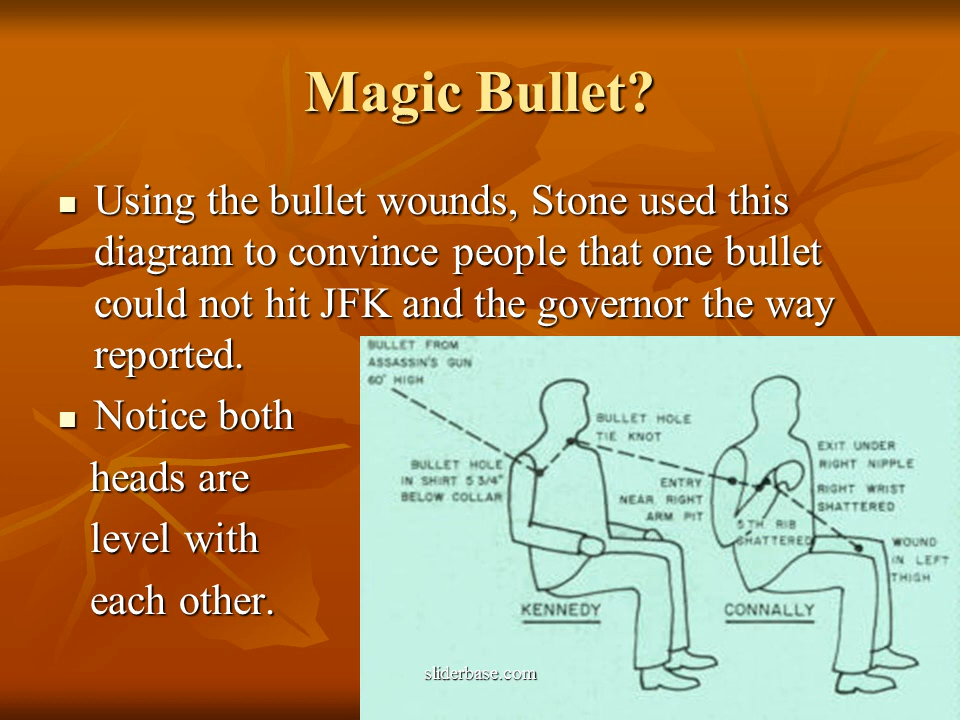 Magic Bullet?
Using the bullet wounds, Stone used this
diagram to convince people that one bullet
could not hit JFK and the governor the way
reported.
Notice both
heads are
level with
each other.
BULLET FROM
ASSASSIN'S GUN
60° HIGH
BULLET HOLE
TIE KNOT
EXIT UNDER
RIGHT NIPPLE
BULLET HOLE
IN SHIRT 5 3/4"
BELOW COLLAR
ENTRY
NEAR RIGHT
ARM PIT
RIGHT WRIST
SHATTERED
5TH RIB
SHATTERED
WOUND
IN LEFT
THIGH
KENNEDY
CONNALLY
sliderbase.com